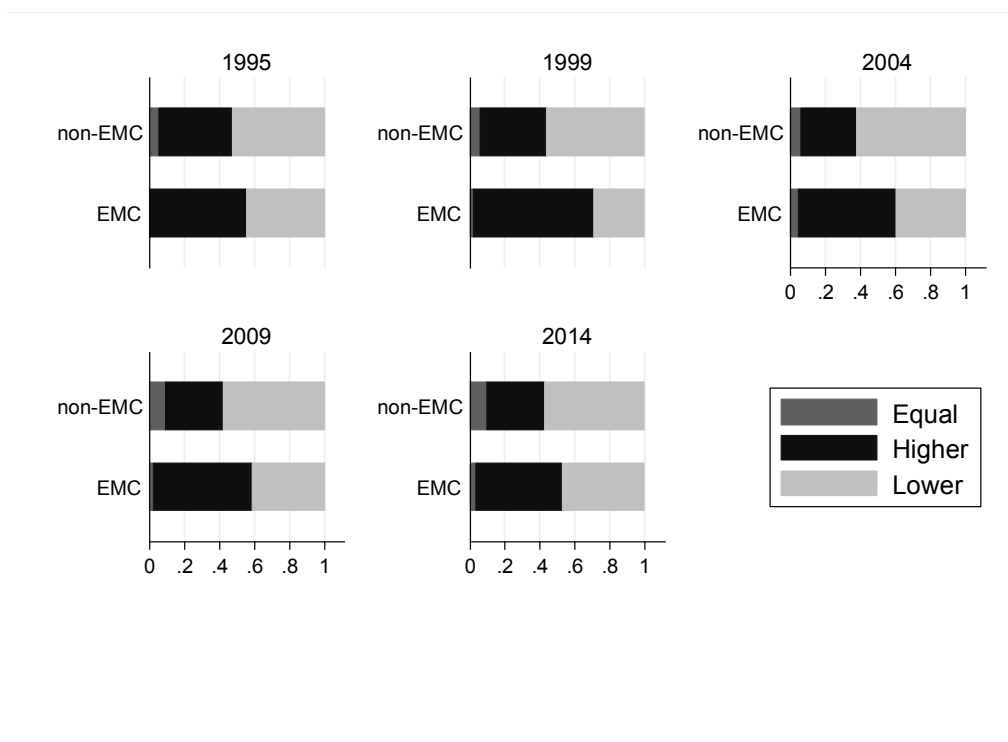 1995
1999
2004
non-EMC
EMC
non-EMC
EMC
non-EMC
EMC
0 .2 .4 .6 .8 1
2009
2014
non-EMC
EMC
0 .2 .4 .6 .8 1
non-EMC
EMC
0 .2 .4 .6 .8 1
Equal
Higher
Lower